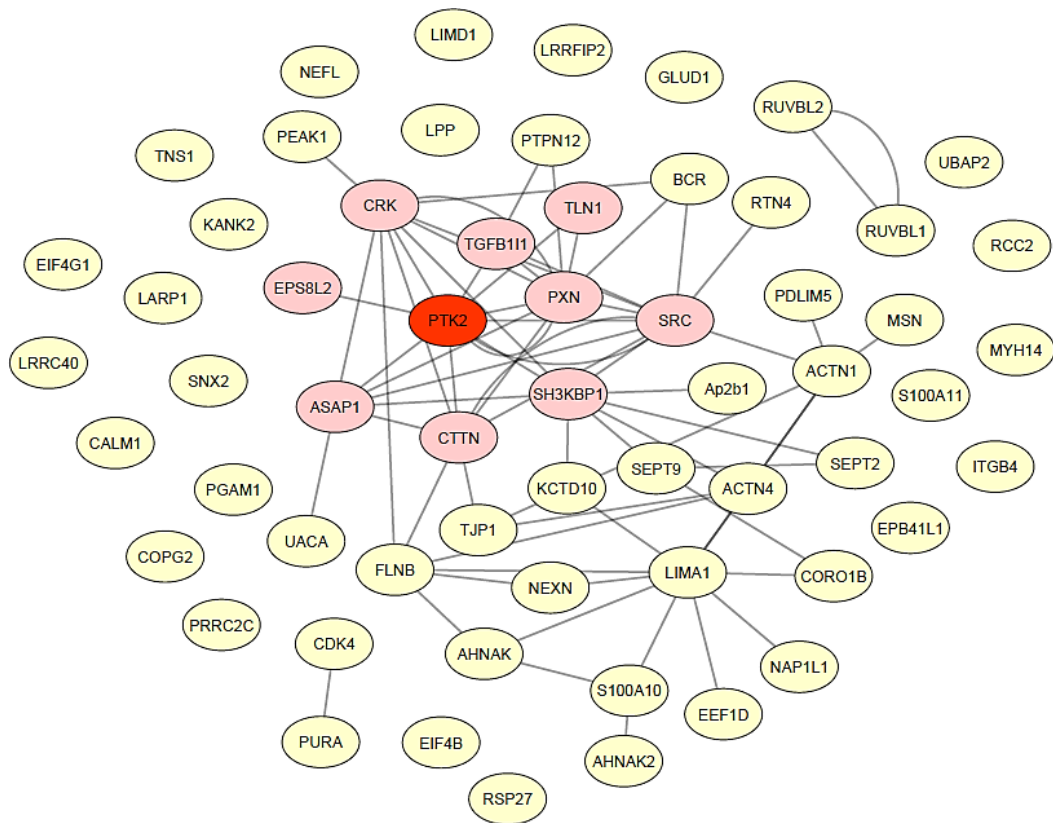 LIMD1
LRRFIP2
NEFL
GLUD1
RUVBL2
PEAK1
LPP
PTPN12
TNS1
UBAP2
BCR
CRK
TLN1
RTN4
KANK2
RUVBL1
TGFB1I1
RCC2
EIF4G1
EPS8L2
LARP1
PXN
PDLIM5
PTK2
SRC
MSN
MYH14
LRRC40
ACTN1
SNX2
Ap2b1
S100A11
SH3KBP1
ASAP1
CTTN
CALM1
SEPT9
SEPT2
ITGB4
PGAM1
KCTD10
ACTN4
TJP1
EPB41L1
UACA
COPG2
FLNB
LIMA1
CORO1B
NEXN
PRRC2C
CDK4
AHNAK
NAP1L1
S100A10
EEF1D
PURA
EIF4B
AHNAK2
RSP27